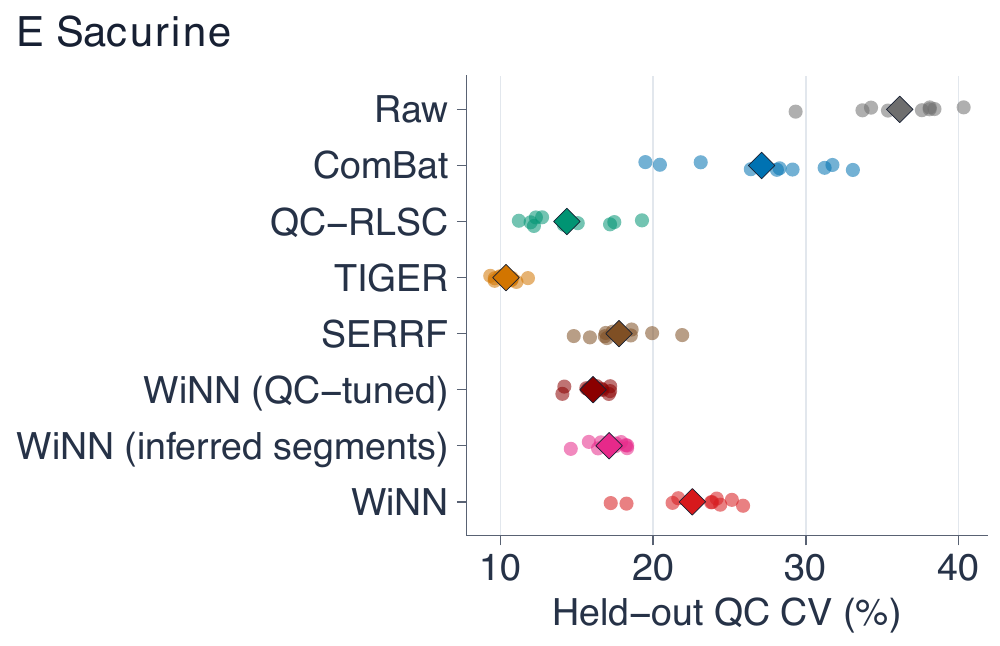 E Sacurine
Raw
ComBat
QC−RLSC
TIGER
SERRF
WiNN (QC−tuned)
WiNN (inferred segments)
WiNN
10 20 30 40
Held−out QC CV (%)